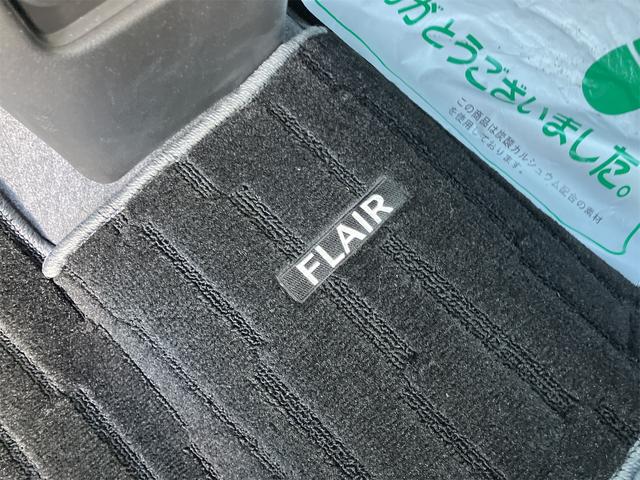 がとうございました。
この商品は炭酸カルシュウム配合の素材
を使用しております。
FLAIR